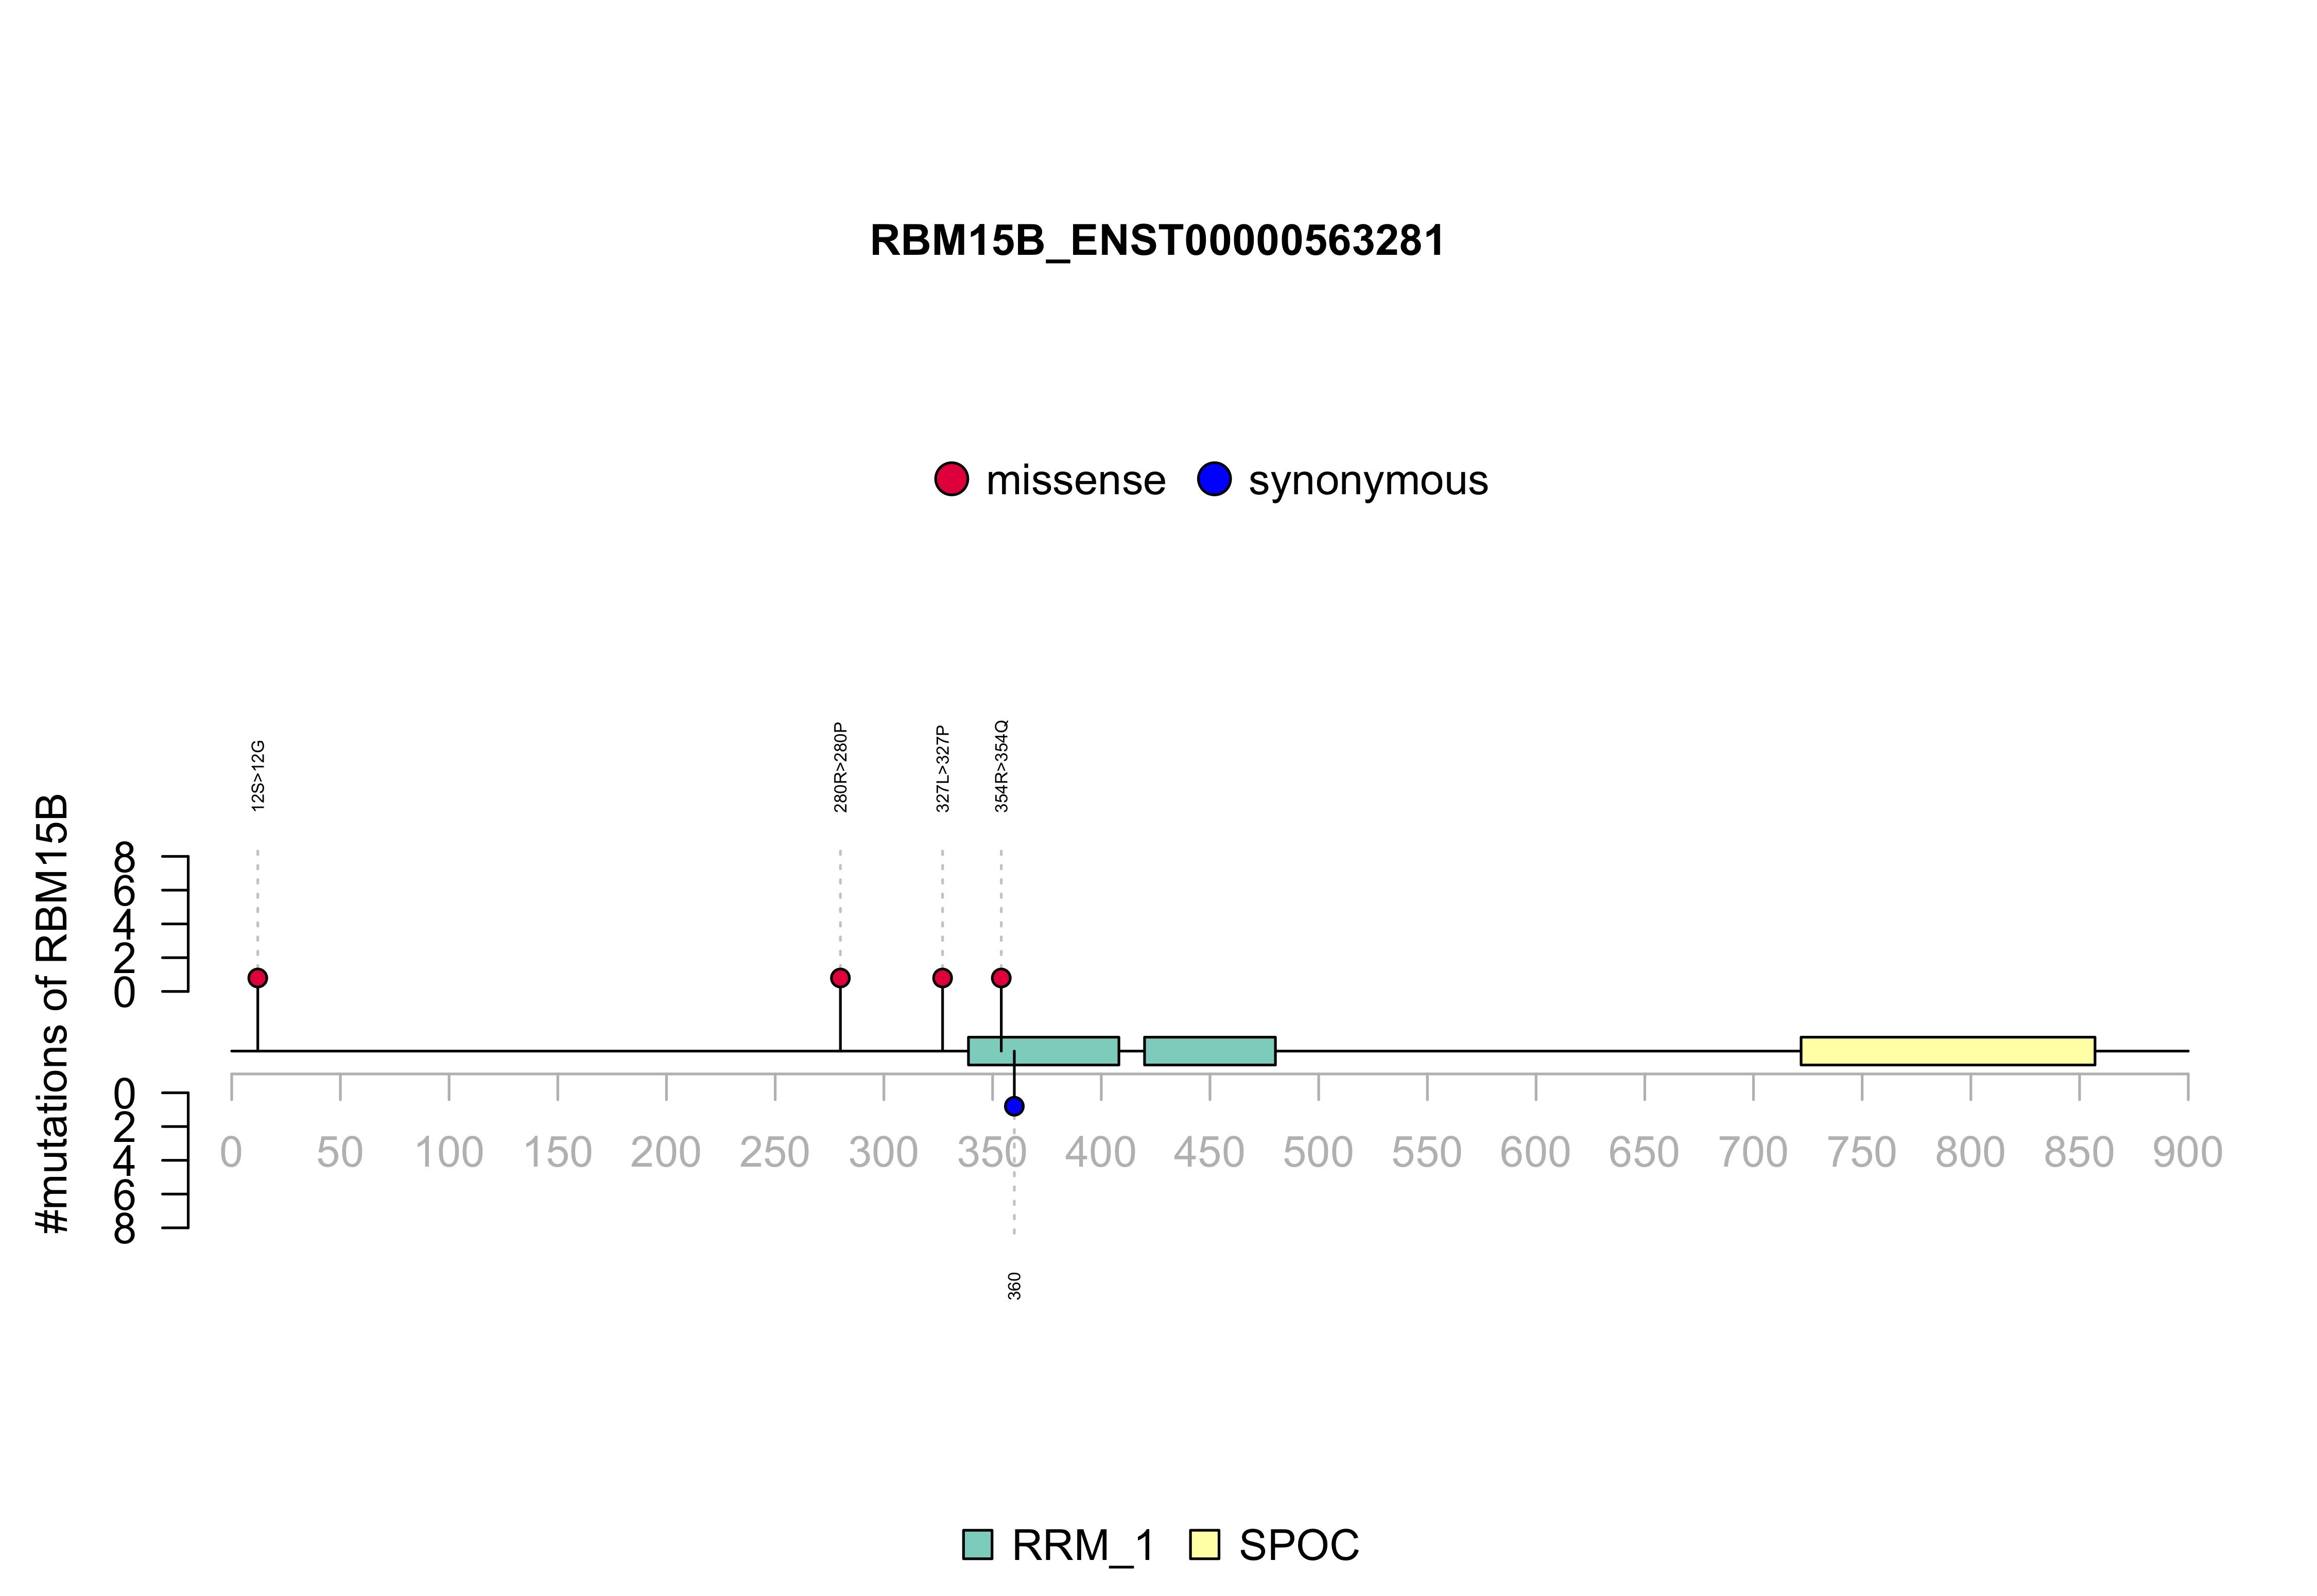 RBM15B_ENST00000563281
missense synonymous
12S>12G 280R>280P 327L>327P 354R>354Q
#mutations of RBM15B
8
6
4
2
0
0
2
4
6
8
0 50 100 150 200 250 300 350 400 450 500 550 600 650 700 750 800 850 900
360
RRM_1 SPOC